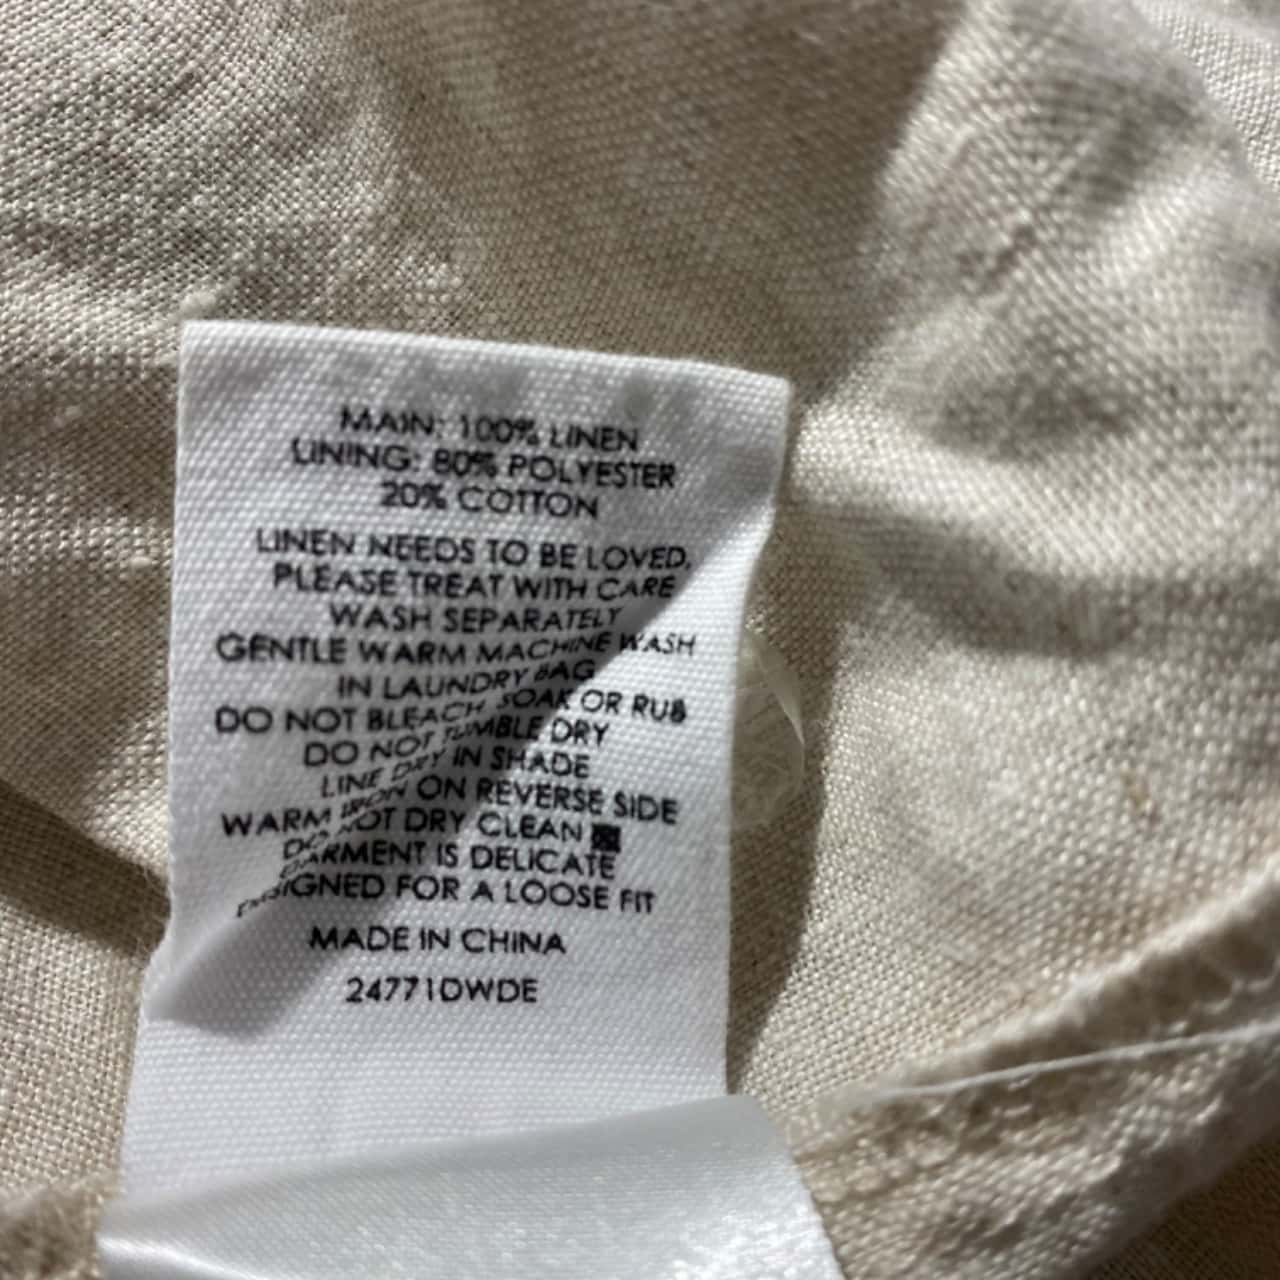 MAIN: 100% LINEN
LINING: 80% POLYESTER
20% COTTON
LINEN NEEDS TO BE LOVED,
PLEASE TREAT WITH CARE
WASH SEPARATELY
GENTLE WARM MACHINE WASH
IN LAUNDRY BAG
DO NOT BLEACH, SOAK OR RUB
DO NOT TUMBLE DRY
LINE DRY IN SHADE
WARM IRON ON REVERSE SIDE
DO NOT DRY CLEAN
GARMENT IS DELICATE
DESIGNED FOR A LOOSE FIT
MADE IN CHINA
24771DWDE